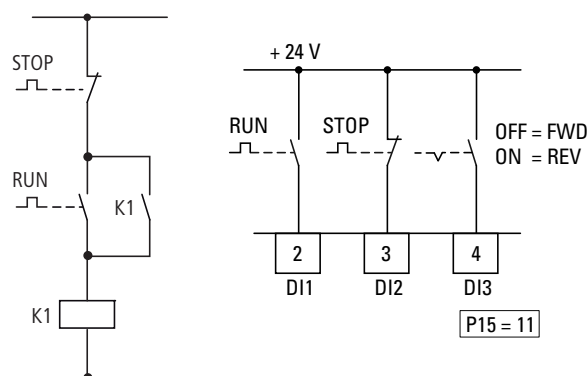 STOP
RUN
K1
K1
+ 24 V
RUN
STOP
OFF = FWD
ON = REV
2
3
4
DI1
DI2
DI3
P15 = 11